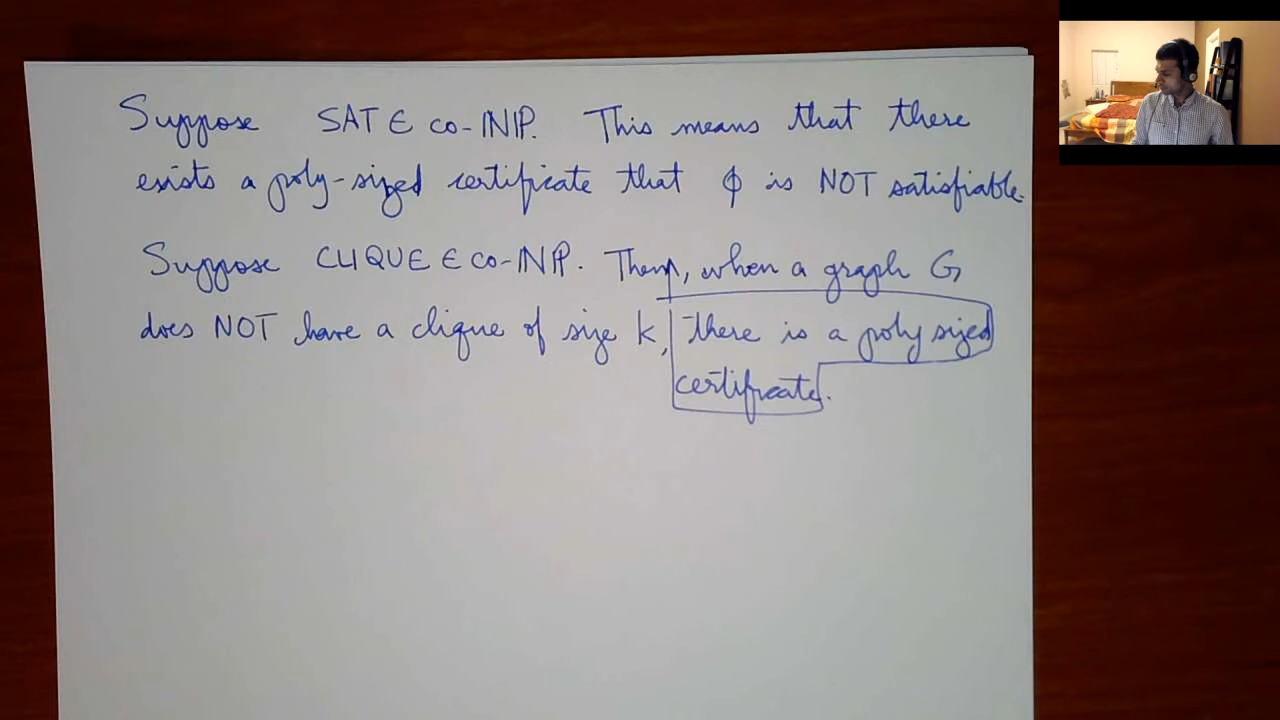 Suppose SAT ∈ co-NP. This means that there
exists a poly-sized certificate that ϕ is NOT satisfiable.
Suppose CLIQUE ∈ co-NP. Then, when a graph G
does NOT have a clique of size k, there is a poly sized
certificate.